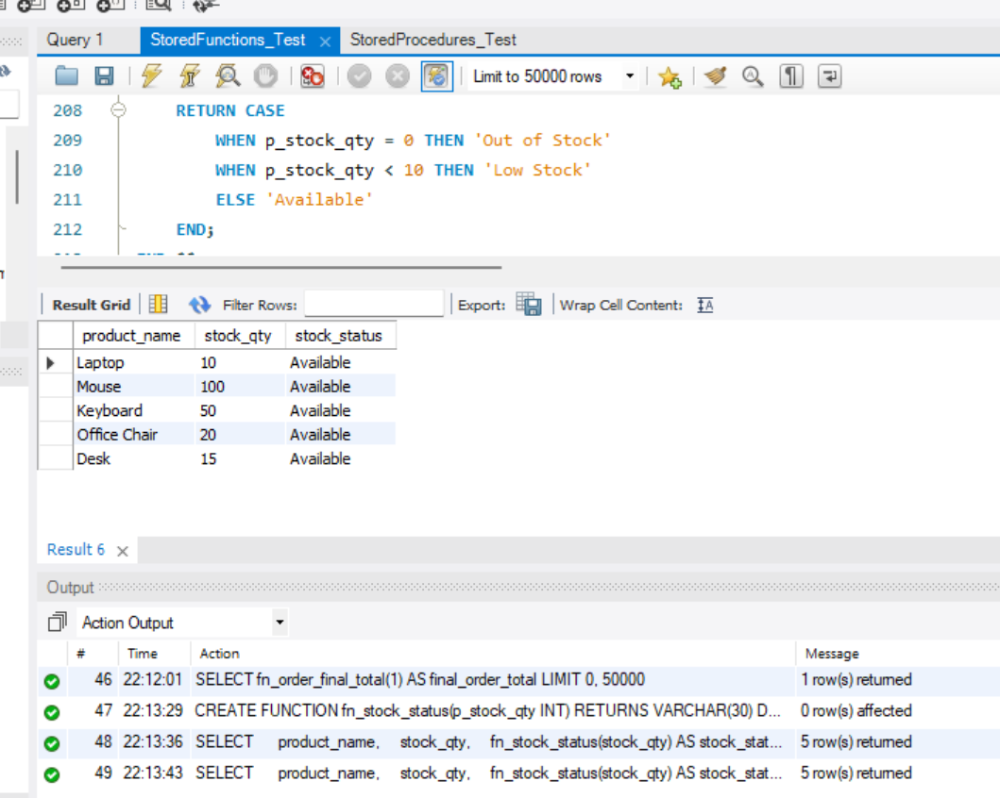 Query 1 StoredFunctions_Test × StoredProcedures_Test
Limit to 50000 rows
208 RETURN CASE
209 WHEN p_stock_qty = 0 THEN 'Out of Stock'
210 WHEN p_stock_qty < 10 THEN 'Low Stock'
211 ELSE 'Available'
212 END;
Result Grid Filter Rows: Export: Wrap Cell Content: IA
product_name stock_qty stock_status
Laptop 10 Available
Mouse 100 Available
Keyboard 50 Available
Office Chair 20 Available
Desk 15 Available
Result 6 ×
Output
Action Output
# Time Action Message
46 22:12:01 SELECT fn_order_final_total(1) AS final_order_total LIMIT 0, 50000 1 row(s) returned
47 22:13:29 CREATE FUNCTION fn_stock_status(p_stock_qty INT) RETURNS VARCHAR(30) D... 0 row(s) affected
48 22:13:36 SELECT product_name, stock_qty, fn_stock_status(stock_qty) AS stock_stat... 5 row(s) returned
49 22:13:43 SELECT product_name, stock_qty, fn_stock_status(stock_qty) AS stock_stat... 5 row(s) returned